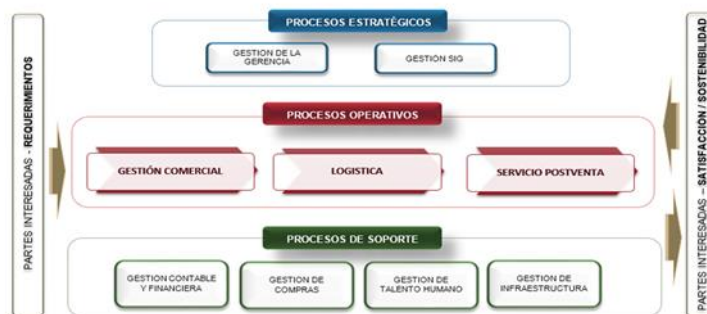 PROCESOS ESTRATÉGICOS
GESTION DE LA
GERENCIA
GESTION SIG
PARTES INTERESADAS - REQUERIMIENTOS
PROCESOS OPERATIVOS
GESTIÓN COMERCIAL
LOGISTICA
SERVICIO POSTVENTA
PROCESOS DE SOPORTE
GESTION CONTABLE
Y FINANCIERA
GESTION DE
COMPRAS
GESTION DE
TALENTO HUMANO
GESTION DE
INFRAESTRUCTURA
PARTES INTERESADAS – SATISFACCIÓN / SOSTENIBILIDAD